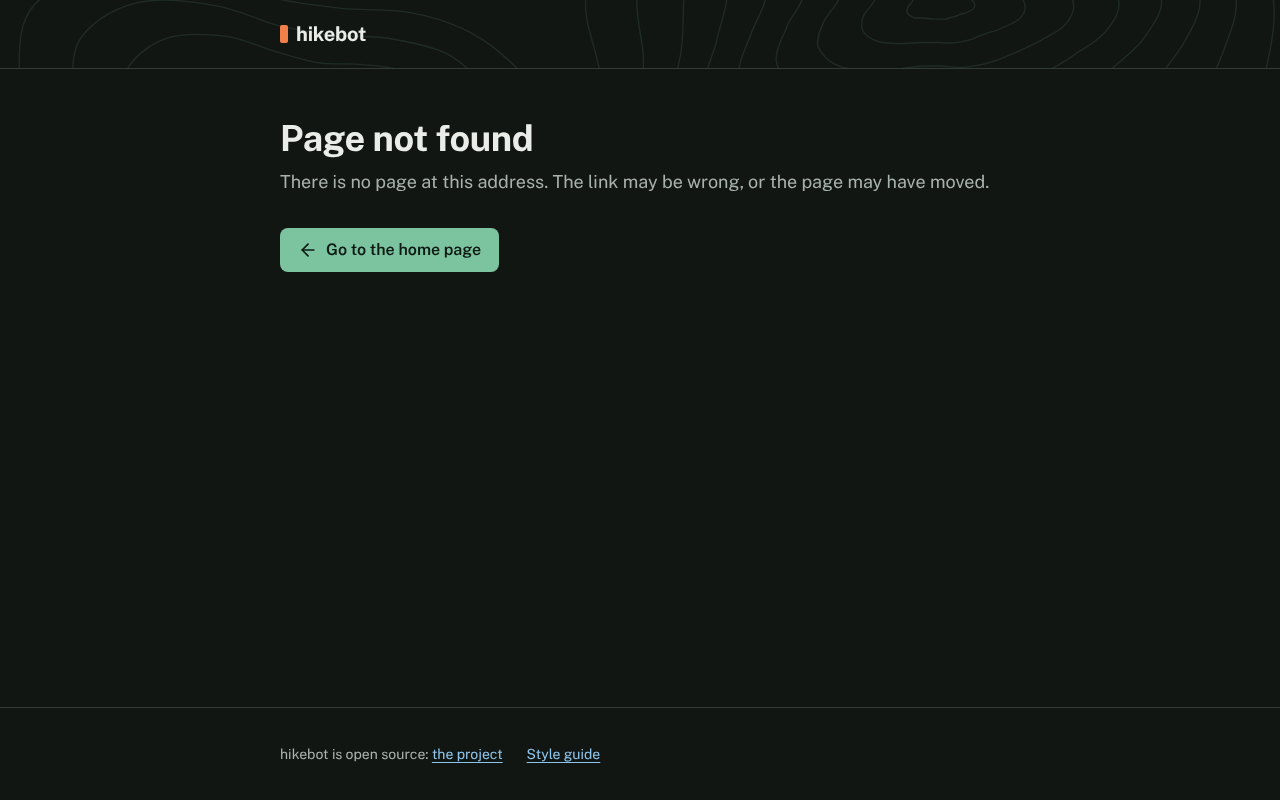 hikebot
Page not found
There is no page at this address. The link may be wrong, or the page may have moved.
Go to the home page
hikebot is open source: the project Style guide